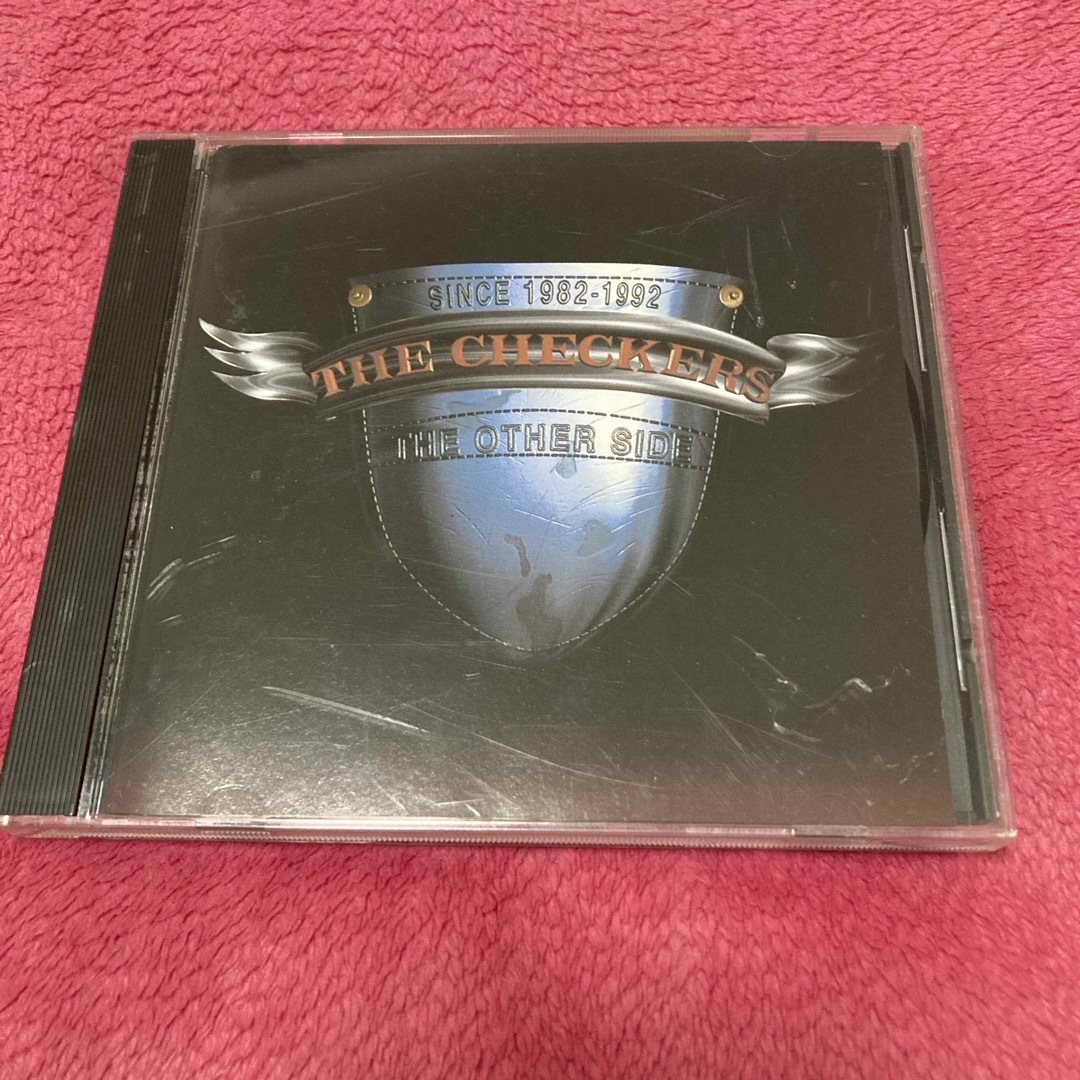 SINCE 1982-1992
THE CHECKERS
THE OTHER SIDE